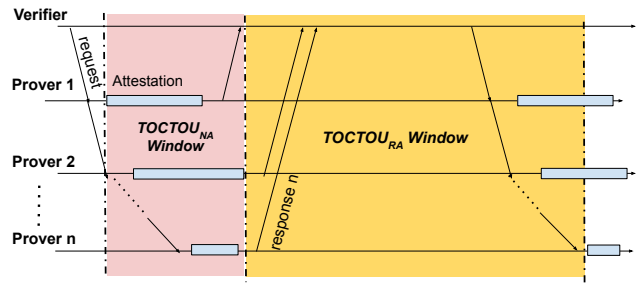 Verifier
request
Prover 1
Attestation
TOCTOU_NA
Window
TOCTOU_RA Window
Prover 2
response n
Prover n